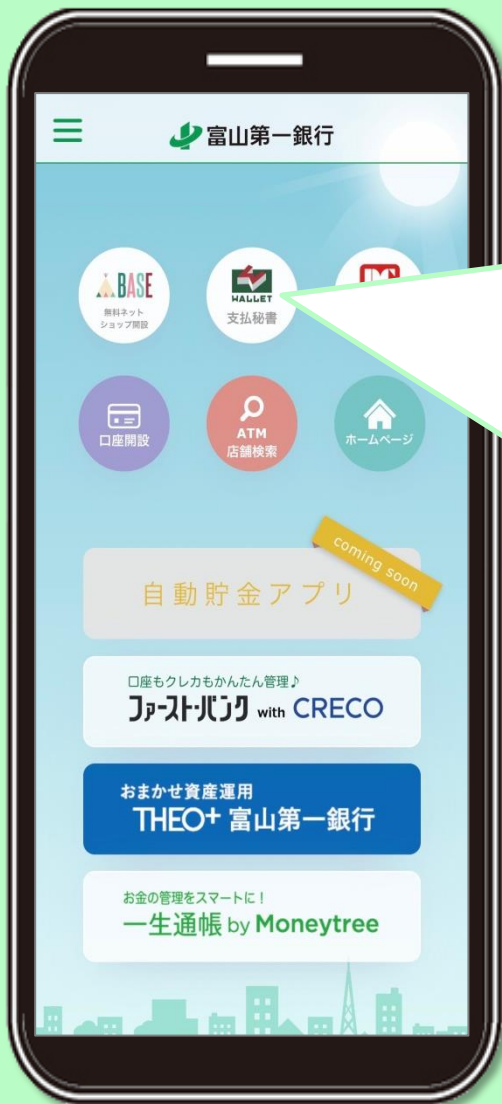 富山第一銀行
BASE
無料ネット
ショップ開設
WALLET
支払秘書
口座開設
ATM
店舗検索
ホームページ
coming soon
自動貯金アプリ
口座もクレカもかんたん管理♪
ファースト・バンク with CRECO
おまかせ資産運用
THEO+ 富山第一銀行
お金の管理をスマートに!
一生通帳 by Moneytree